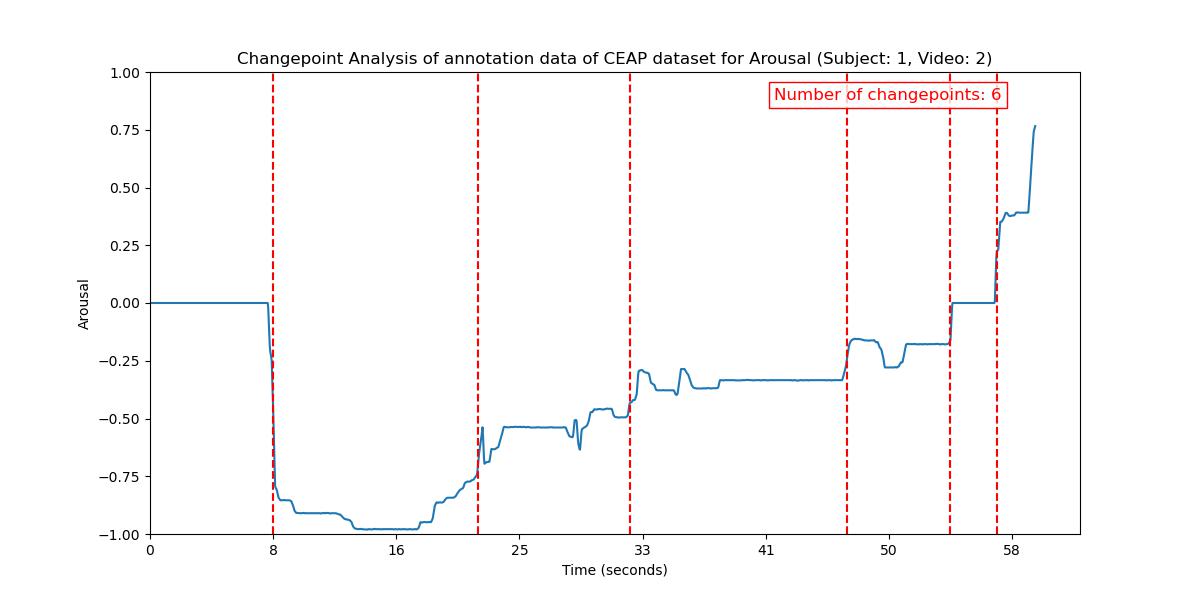 Changepoint Analysis of annotation data of CEAP dataset for Arousal (Subject: 1, Video: 2)
Number of changepoints: 6
Arousal
1.00
0.75
0.50
0.25
0.00
−0.25
−0.50
−0.75
−1.00
0 8 16 25 33 41 50 58
Time (seconds)